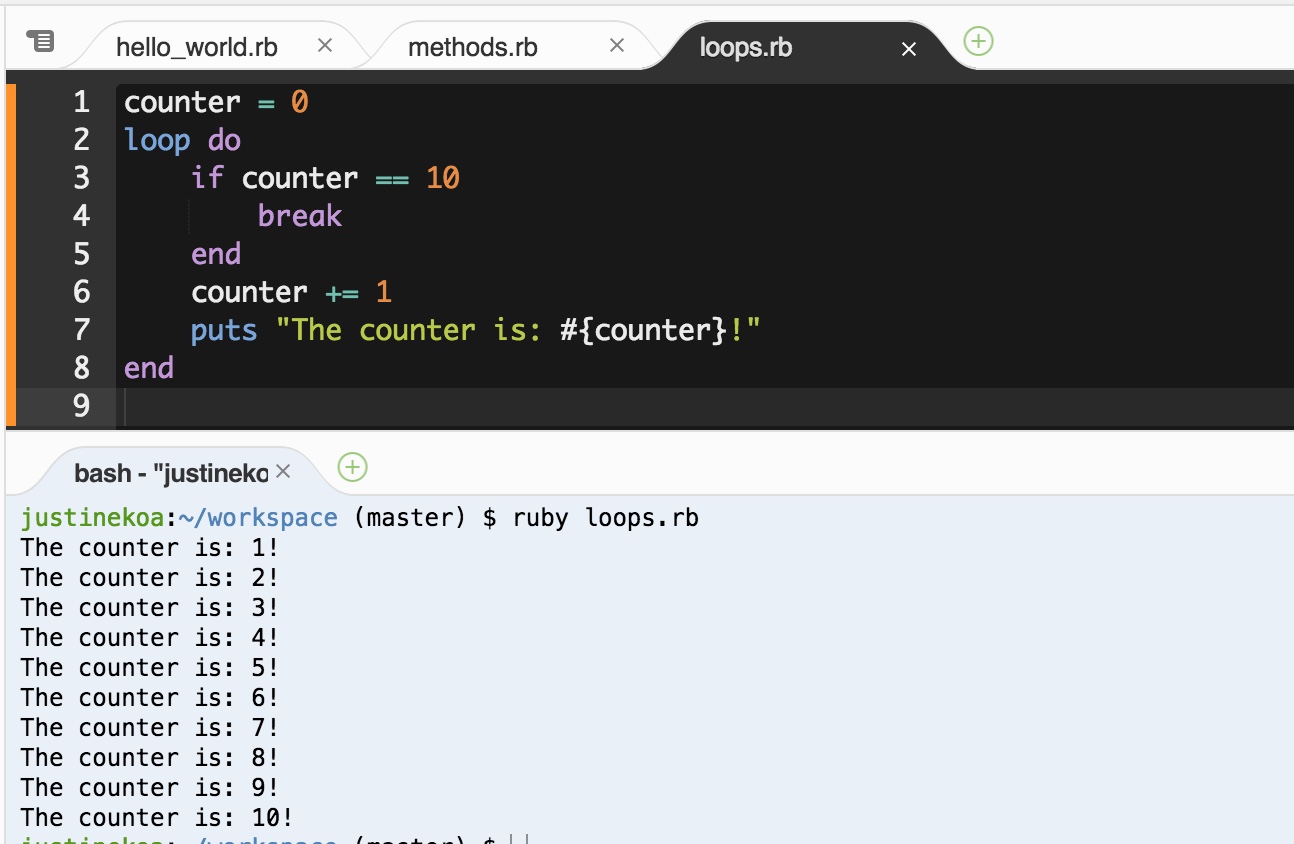 hello_world.rb methods.rb loops.rb
1 counter = 0
2 loop do
3 if counter == 10
4 break
5 end
6 counter += 1
7 puts "The counter is: #{counter}!"
8 end
9
bash - "justineko
justinekoa:~/workspace (master) $ ruby loops.rb
The counter is: 1!
The counter is: 2!
The counter is: 3!
The counter is: 4!
The counter is: 5!
The counter is: 6!
The counter is: 7!
The counter is: 8!
The counter is: 9!
The counter is: 10!
justinekoa:~/workspace (master) $